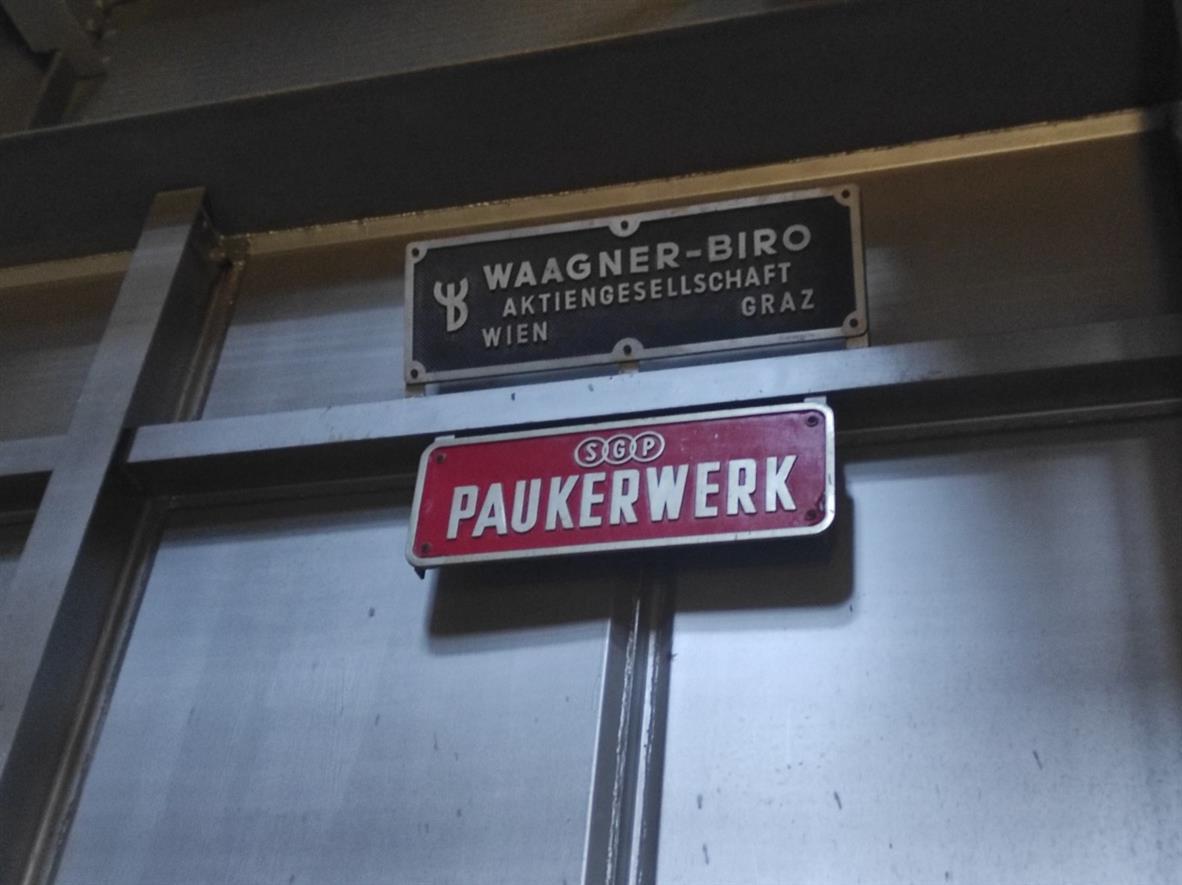 WAAGNER-BIRO
AKTIENGESELLSCHAFT
WIEN GRAZ
SGP
PAUKERWERK